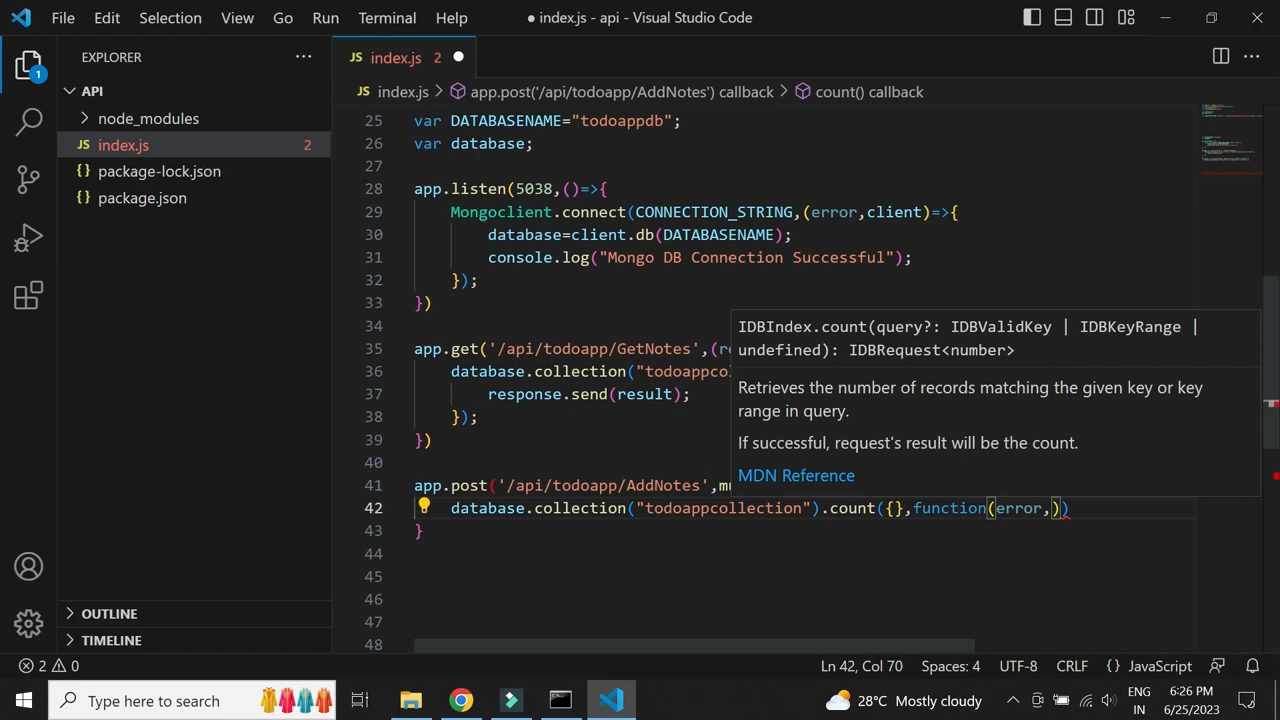 File Edit Selection View Go Run Terminal Help
● index.js - api - Visual Studio Code
EXPLORER
API
node_modules
JS index.js 2
{} package-lock.json
{} package.json
OUTLINE
TIMELINE
1
JS index.js 2
JS index.js > app.post('/api/todoapp/AddNotes') callback > count() callback
25 var DATABASENAME="todoappdb";
26 var database;
27
28 app.listen(5038,()=>{
29 Mongoclient.connect(CONNECTION_STRING,(error,client)=>{
30 database=client.db(DATABASENAME);
31 console.log("Mongo DB Connection Successful");
32 });
33 })
34
35 app.get('/api/todoapp/GetNotes',(re
36 database.collection("todoappcol
37 response.send(result);
38 });
39 })
40
41 app.post('/api/todoapp/AddNotes',mu
42 database.collection("todoappcollection").count({},function(error,))
43 }
44
45
46
47
48
IDBIndex.count(query?: IDBValidKey | IDBKeyRange |
undefined): IDBRequest<number>
Retrieves the number of records matching the given key or key
range in query.
If successful, request's result will be the count.
MDN Reference
2 0
Ln 42, Col 70 Spaces: 4 UTF-8 CRLF {} JavaScript
Type here to search
28°C Mostly cloudy
ENG
IN
6:26 PM
6/25/2023